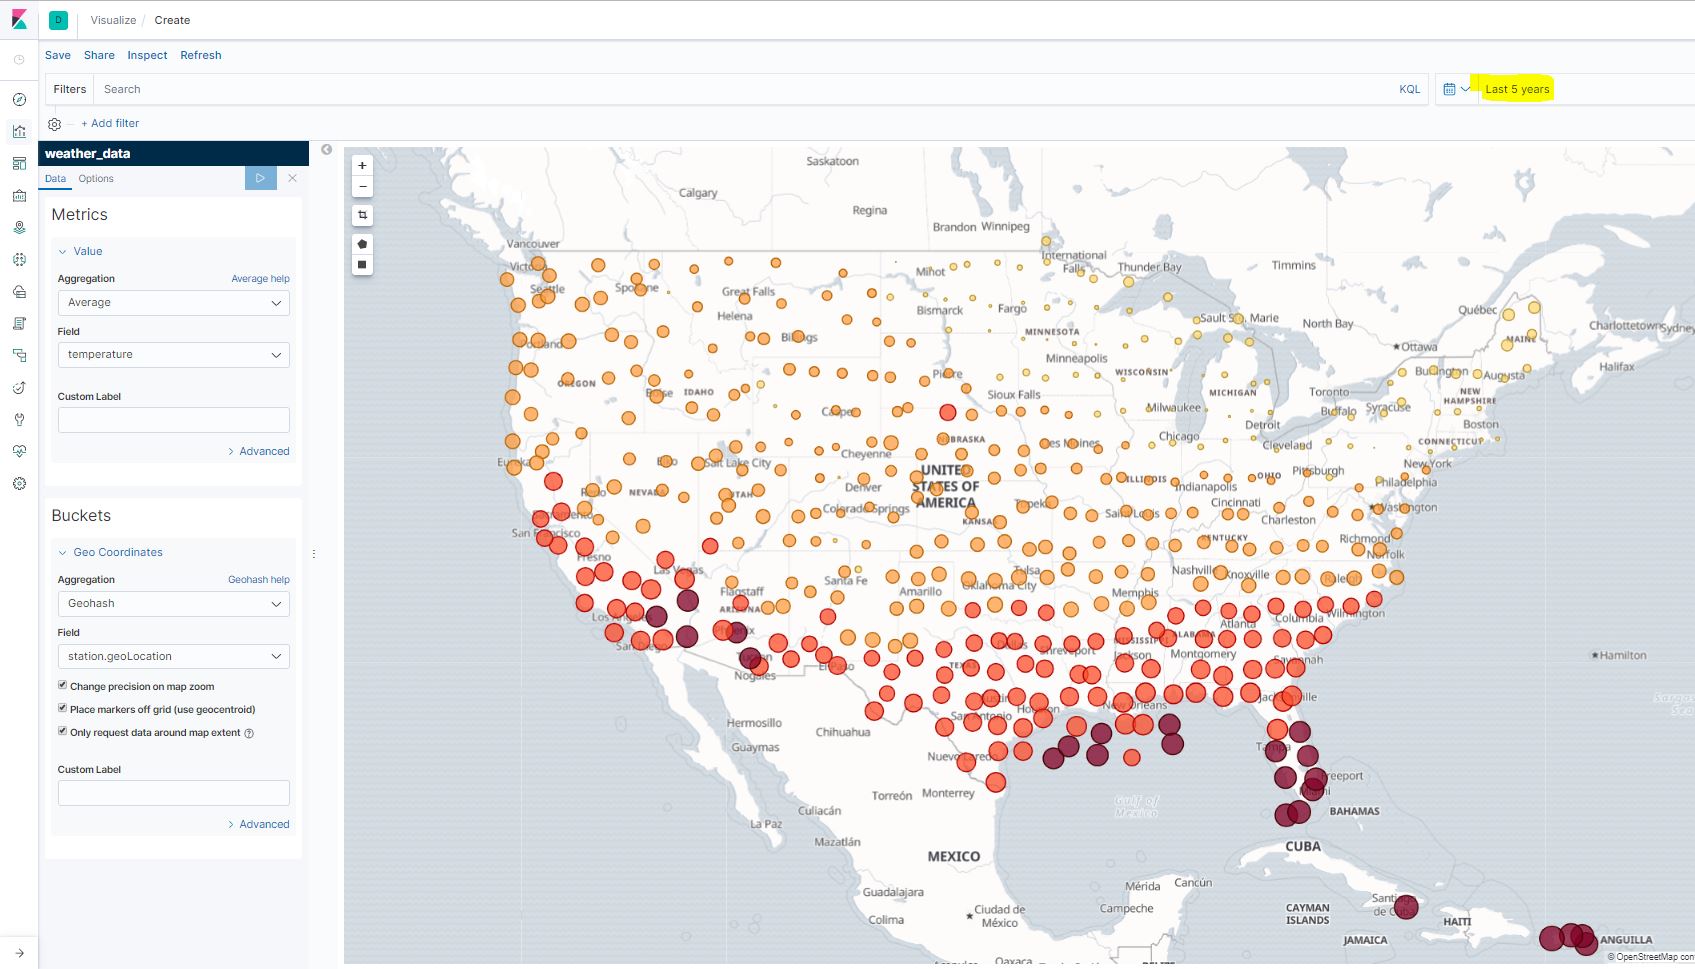 D
Visualize / Create
Save Share Inspect Refresh
Filters Search KQL Last 5 years
+ Add filter
weather_data
Data Options
Metrics
Value
Aggregation Average help
Average
Field
temperature
Custom Label
Advanced
Buckets
Geo Coordinates
Aggregation Geohash help
Geohash
Field
station.geoLocation
Change precision on map zoom
Place markers off grid (use geocentroid)
Only request data around map extent
Custom Label
Advanced
+
−
Saskatoon
Calgary
Regina
Brandon Winnipeg
Vancouver
International
Falls
Thunder Bay
Timmins
Minot
Seattle
Spokane
Great Falls
Helena
Bismarck
Fargo
Sault S. Marie
North Bay
Québec
Charlottetown
Sydney
Portland
Billings
MINNESOTA
Minneapolis
Ottawa
MAINE
Halifax
OREGON
Boise
IDAHO
Pierre
Sioux Falls
WISCONSIN
MICHIGAN
Toronto
Burlington
Augusta
NEW
HAMPSHIRE
Casper
Milwaukee
Detroit
Buffalo
Syracuse
Boston
CONNECTICUT
Eureka
Salt Lake City
Cheyenne
NEBRASKA
Des Moines
Chicago
Cleveland
New York
UNITED
STATES OF
AMERICA
Reno
NEVADA
UTAH
Denver
ILLINOIS
Indianapolis
OHIO
Pittsburgh
Philadelphia
Sacramento
Colorado Springs
KANSAS
Topeka
Saint Louis
Cincinnati
Charleston
Washington
San Francisco
Fresno
KENTUCKY
Richmond
Norfolk
Las Vegas
Flagstaff
Santa Fe
Amarillo
Tulsa
Oklahoma City
Nashville
Knoxville
Raleigh
Los Angeles
ARIZONA
Phoenix
Memphis
Atlanta
Columbia
Wilmington
San Diego
Tucson
Nogales
El Paso
TEXAS
Dallas
Shreveport
MISSISSIPPI
Jackson
ALABAMA
Montgomery
Savannah
Hamilton
Hermosillo
Guaymas
Chihuahua
Austin
San Antonio
Houston
New Orleans
Jacksonville
Sargasso
Sea
Nuevo Laredo
Tampa
Torreón
Monterrey
Gulf of
Mexico
Miami
Freeport
BAHAMAS
Culiacán
La Paz
Mazatlán
MEXICO
CUBA
Guadalajara
Colima
Ciudad de
México
Mérida
Cancún
Campeche
CAYMAN
ISLANDS
Santiago
de Cuba
HAITI
JAMAICA
ANGUILLA
Oaxaca
BELIZE
© OpenStreetMap con